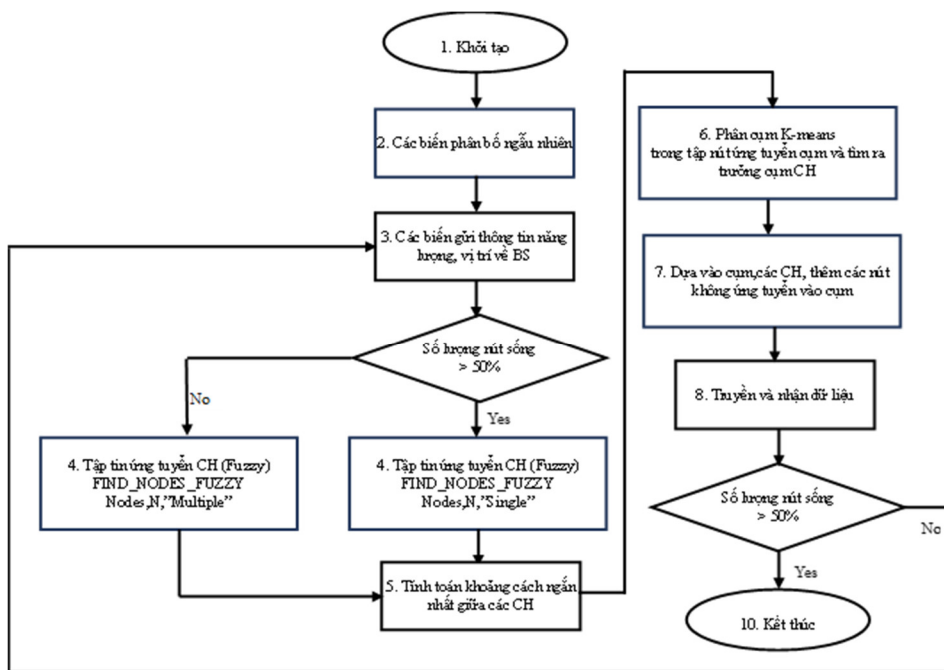 1. Khởi tạo
2. Các biến phân bố ngẫu nhiên
3. Các biến gửi thông tin năng
lượng, vị trí về BS
Số lượng nút sống
> 50%
No
Yes
4. Tập tin ứng tuyển CH (Fuzzy)
FIND_NODES_FUZZY
Nodes,N,"Multiple"
4. Tập tin ứng tuyển CH (Fuzzy)
FIND_NODES_FUZZY
Nodes,N,"Single"
5. Tính toán khoảng cách ngắn
nhất giữa các CH
6. Phân cụm K-means
trong tập nút ứng tuyển cụm và tìm ra
trưởng cụm CH
7. Dựa vào cụm,các CH, thêm các nút
không ứng tuyển vào cụm
8. Truyền và nhận dữ liệu
Số lượng nút sống
> 50%
No
Yes
10. Kết thúc